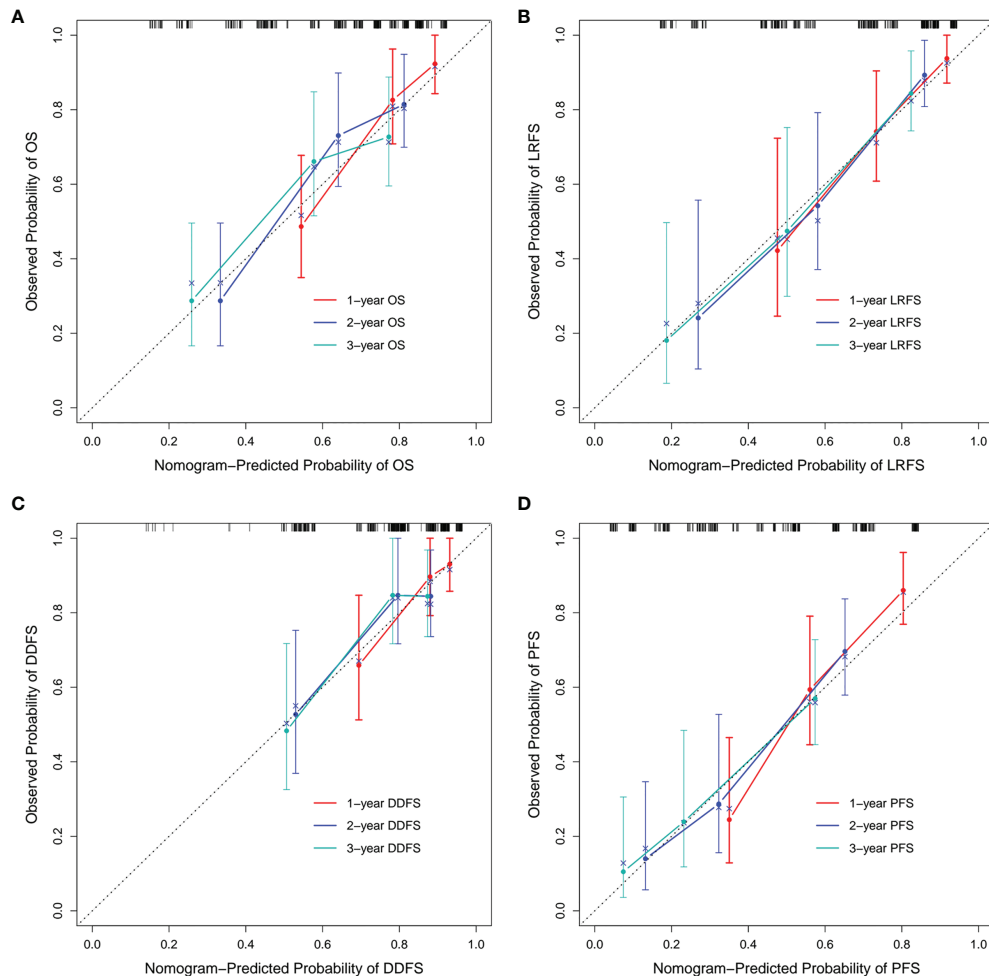 A
Observed Probability of OS
1.0
0.8
0.6
0.4
0.2
0.0
1−year OS
2−year OS
3−year OS
0.0 0.2 0.4 0.6 0.8 1.0
Nomogram−Predicted Probability of OS
B
Observed Probability of LRFS
1.0
0.8
0.6
0.4
0.2
0.0
1−year LRFS
2−year LRFS
3−year LRFS
0.0 0.2 0.4 0.6 0.8 1.0
Nomogram−Predicted Probability of LRFS
C
Observed Probability of DDFS
1.0
0.8
0.6
0.4
0.2
0.0
1−year DDFS
2−year DDFS
3−year DDFS
0.0 0.2 0.4 0.6 0.8 1.0
Nomogram−Predicted Probability of DDFS
D
Observed Probability of PFS
1.0
0.8
0.6
0.4
0.2
0.0
1−year PFS
2−year PFS
3−year PFS
0.0 0.2 0.4 0.6 0.8 1.0
Nomogram−Predicted Probability of PFS